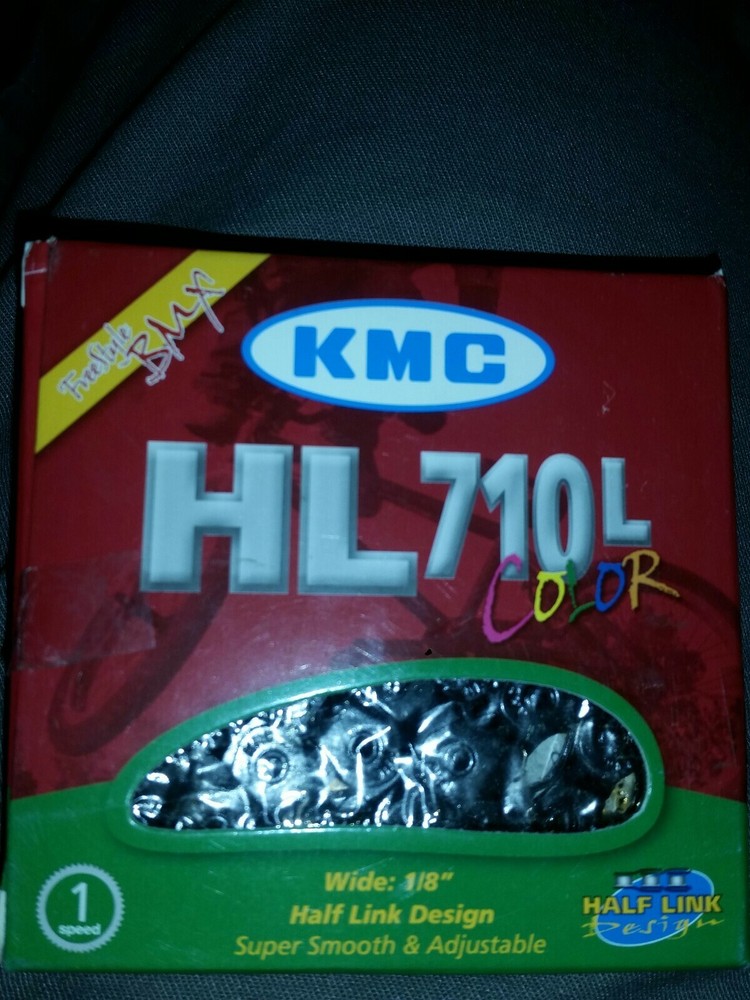 FreeStyle
BMX
KMC
HL710L
COLOR
1
speed
Wide: 1/8"
Half Link Design
Super Smooth & Adjustable
HALF LINK
Design